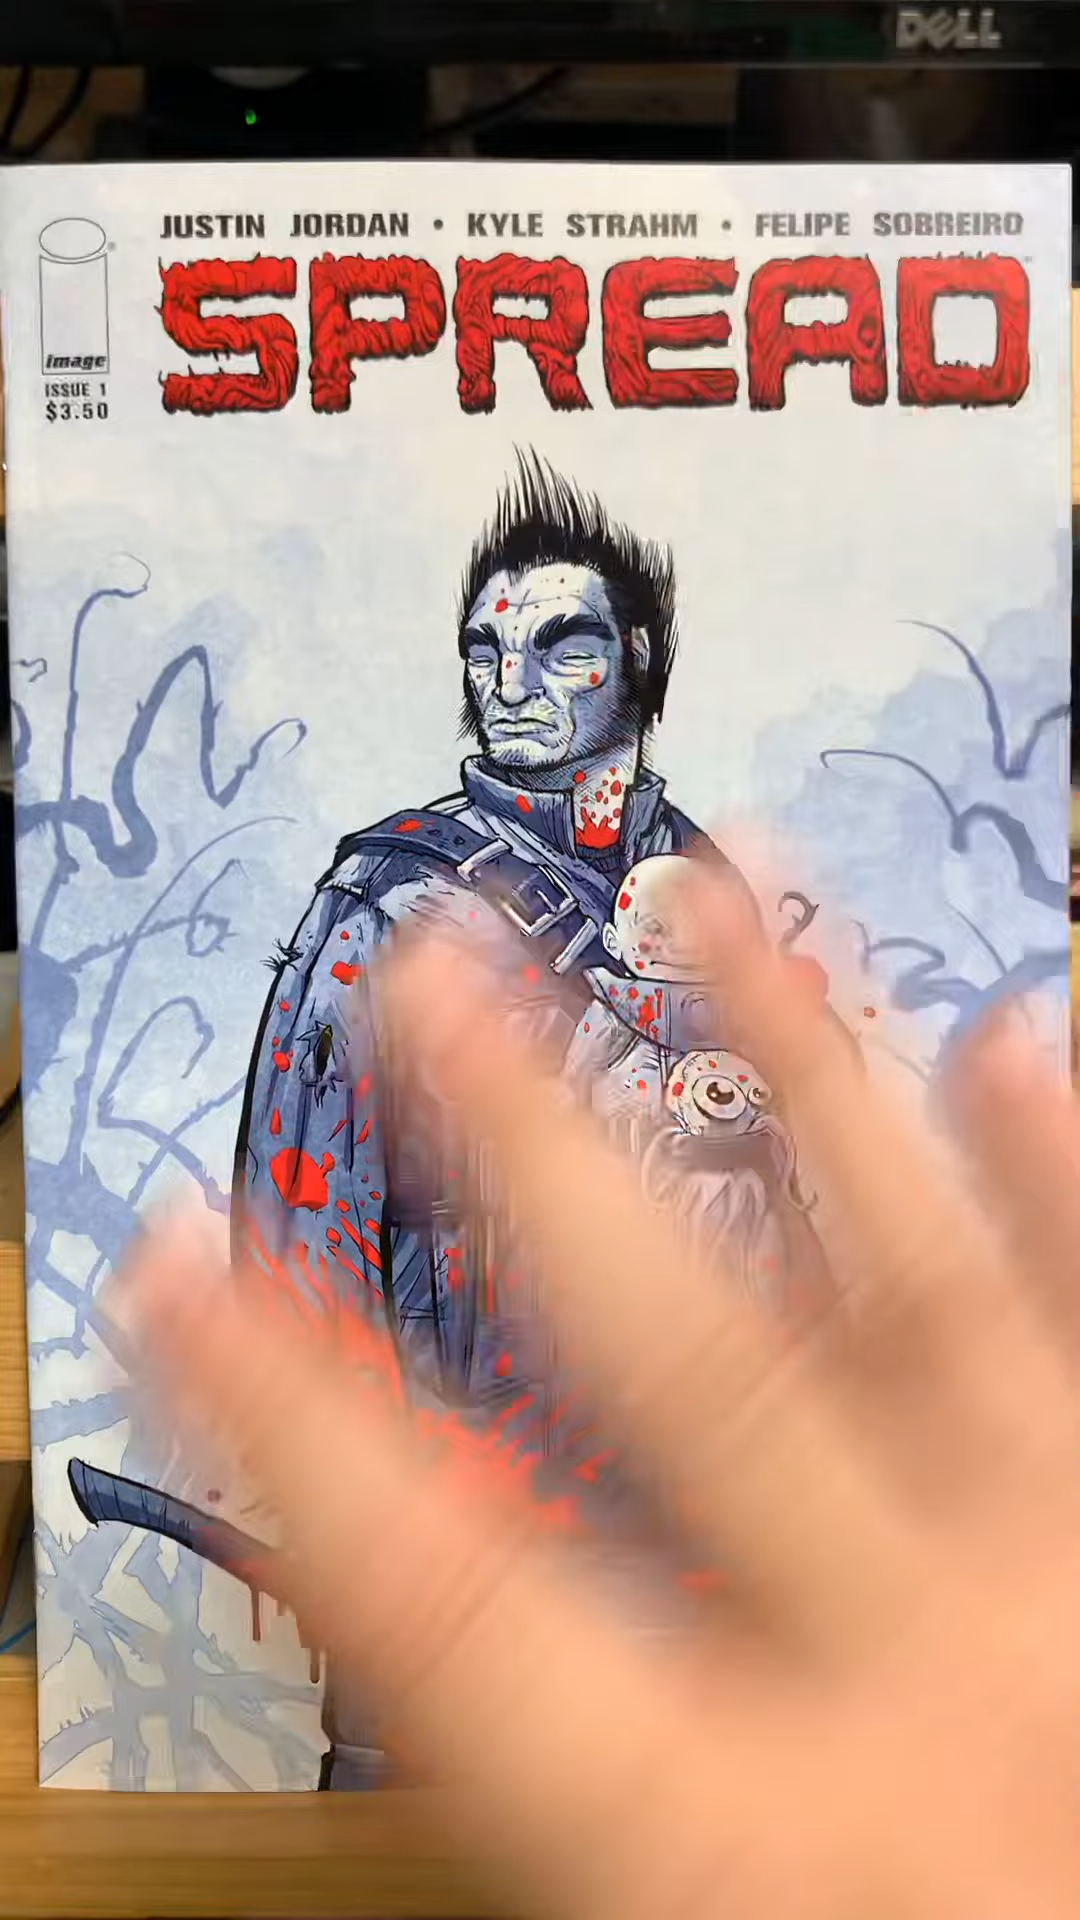 DELL
JUSTIN JORDAN • KYLE STRAHM • FELIPE SOBREIRO
SPREAD
image
ISSUE 1
$3.50